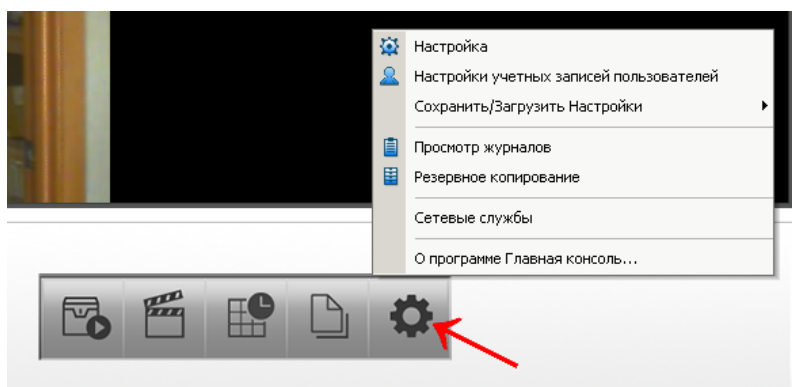 Настройка
Настройки учетных записей пользователей
Сохранить/Загрузить Настройки
Просмотр журналов
Резервное копирование
Сетевые службы
О программе Главная консоль...